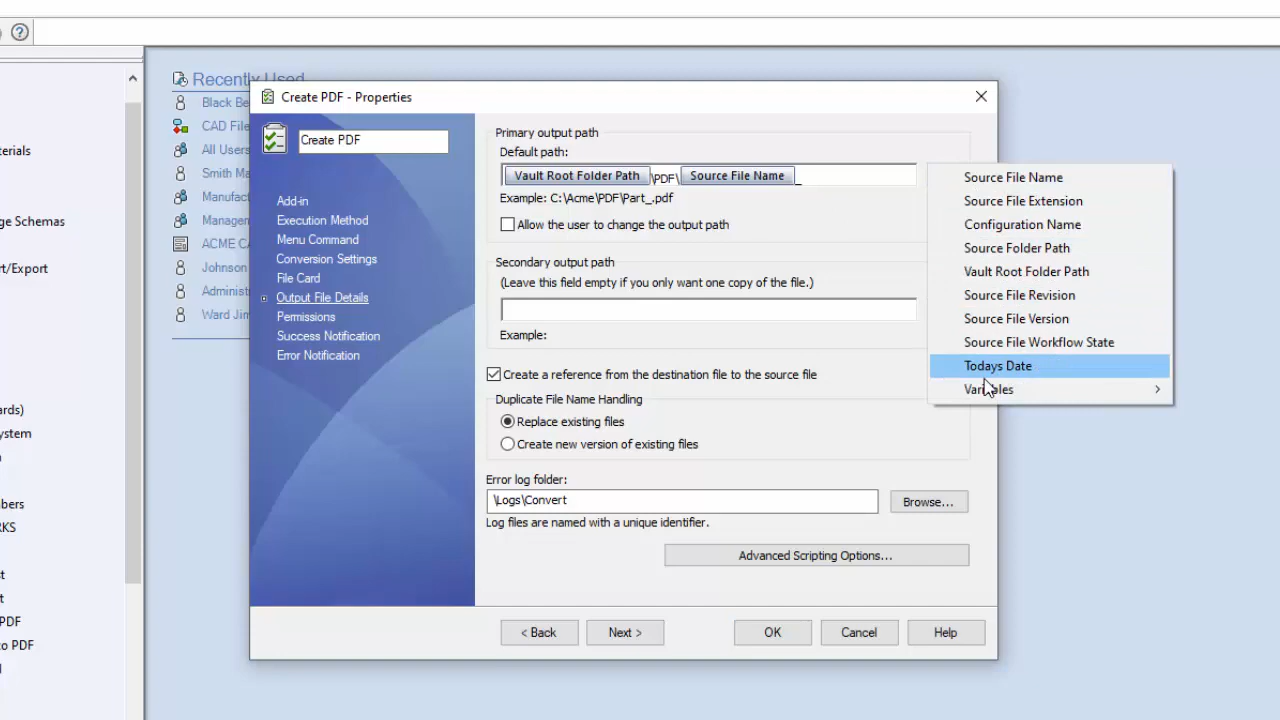 Recently Used
Black Be
CAD File
All Users
Smith Ma
Manufact
Managem
ACME CA
Johnson
Administ
Ward Jim
terials
ge Schemas
rt/Export
ards)
ystem
bers
RKS
st
t
PDF
to PDF
Create PDF - Properties
Create PDF
Add-in
Execution Method
Menu Command
Conversion Settings
File Card
Output File Details
Permissions
Success Notification
Error Notification
Primary output path
Default path:
Vault Root Folder Path \PDF\ Source File Name _
Example: C:\Acme\PDF\Part_.pdf
Allow the user to change the output path
Secondary output path
(Leave this field empty if you only want one copy of the file.)
Example:
Create a reference from the destination file to the source file
Duplicate File Name Handling
Replace existing files
Create new version of existing files
Error log folder:
\Logs\Convert
Browse...
Log files are named with a unique identifier.
Advanced Scripting Options...
< Back
Next >
OK
Cancel
Help
Source File Name
Source File Extension
Configuration Name
Source Folder Path
Vault Root Folder Path
Source File Revision
Source File Version
Source File Workflow State
Todays Date
Variables